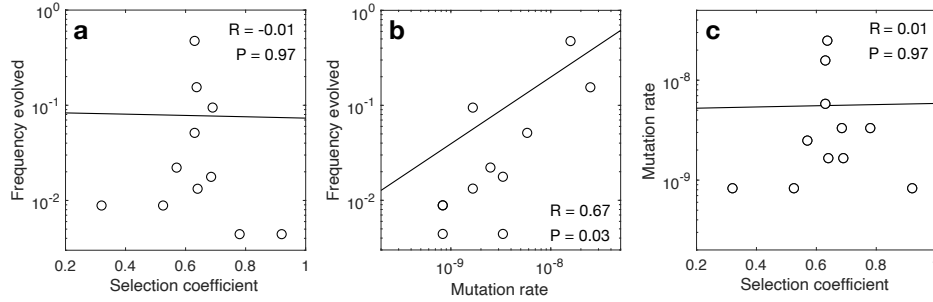 a
R = -0.01
P = 0.97
Frequency evolved
10^0
10^-1
10^-2
0.2 0.4 0.6 0.8 1
Selection coefficient
b
Frequency evolved
10^0
10^-1
10^-2
R = 0.67
P = 0.03
10^-9 10^-8
Mutation rate
c
R = 0.01
P = 0.97
Mutation rate
10^-8
10^-9
0.2 0.4 0.6 0.8 1
Selection coefficient